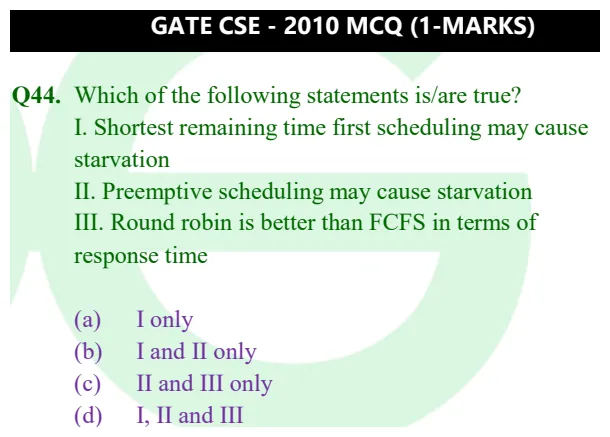 GATE CSE - 2010 MCQ (1-MARKS)
Q44. Which of the following statements is/are true?
I. Shortest remaining time first scheduling may cause
starvation
II. Preemptive scheduling may cause starvation
III. Round robin is better than FCFS in terms of
response time
(a) I only
(b) I and II only
(c) II and III only
(d) I, II and III